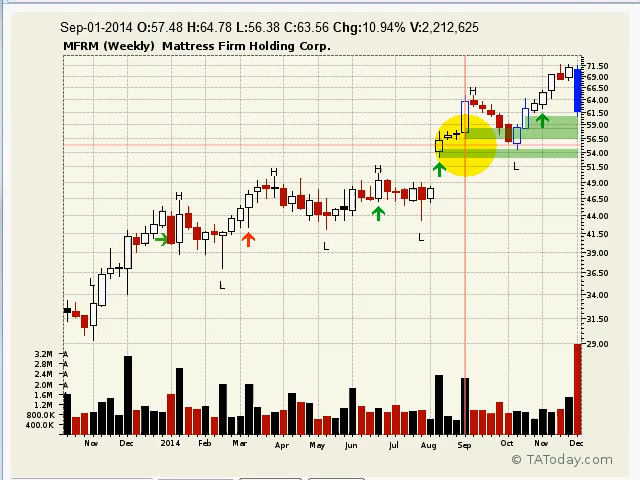 Sep-01-2014 O:57.48 H:64.78 L:56.38 C:63.56 Chg:10.94% V:2,212,625
MFRM (Weekly) Mattress Firm Holding Corp.
71.50
69.00
66.50
64.00
61.50
59.00
56.50
54.00
51.50
49.00
46.50
44.00
41.50
39.00
36.50
34.00
31.50
29.00
H
H
H
H
L
L
L
L
L
3.2M
2.8M
2.4M
2.0M
1.6M
1.2M
800.0K
400.0K
Nov Dec 2014 Feb Mar Apr May Jun Jul Aug Sep Oct Nov Dec
© TAToday.com